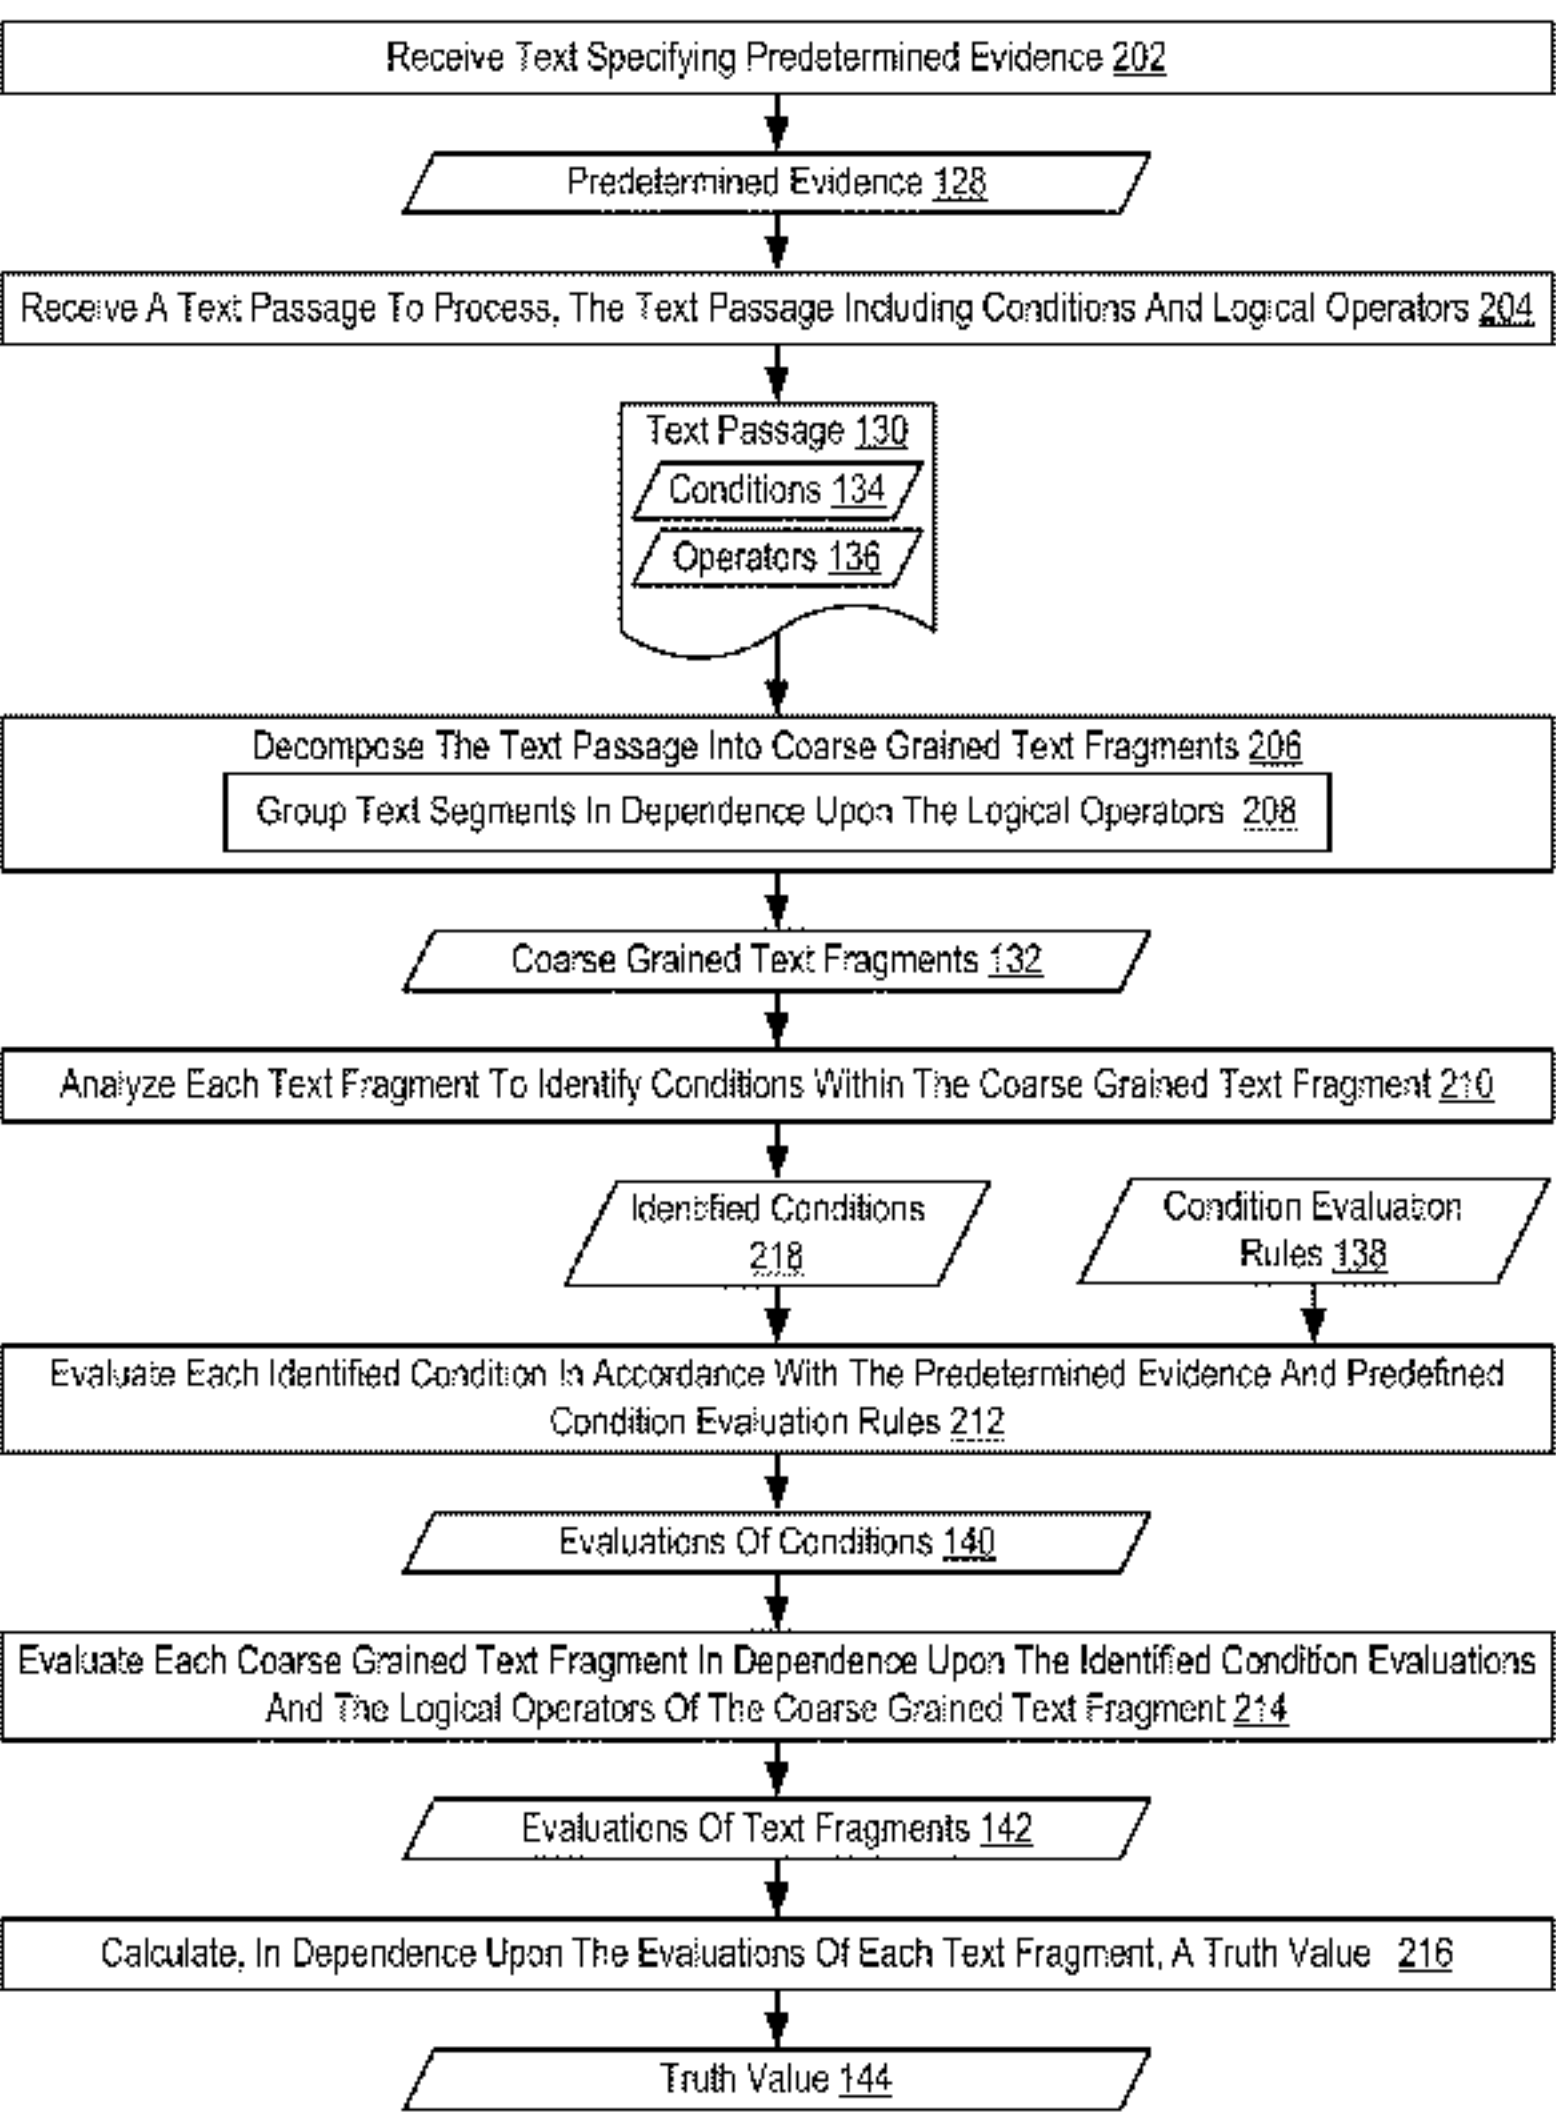 Receive Text Specifying Predetermined Evidence 202
Predetermined Evidence 128
Receive A Text Passage To Process, The Text Passage Including Conditions And Logical Operators 204
Text Passage 130
Conditions 134
Operators 136
Decompose The Text Passage Into Coarse Grained Text Fragments 206
Group Text Segments In Dependence Upon The Logical Operators 208
Coarse Grained Text Fragments 132
Analyze Each Text Fragment To Identify Conditions Within The Coarse Grained Text Fragment 210
Identified Conditions
218
Condition Evaluation
Rules 138
Evaluate Each Identified Condition In Accordance With The Predetermined Evidence And Predefined
Condition Evaluation Rules 212
Evaluations Of Conditions 140
Evaluate Each Coarse Grained Text Fragment In Dependence Upon The Identified Condition Evaluations
And The Logical Operators Of The Coarse Grained Text Fragment 214
Evaluations Of Text Fragments 142
Calculate, In Dependence Upon The Evaluations Of Each Text Fragment, A Truth Value 216
Truth Value 144